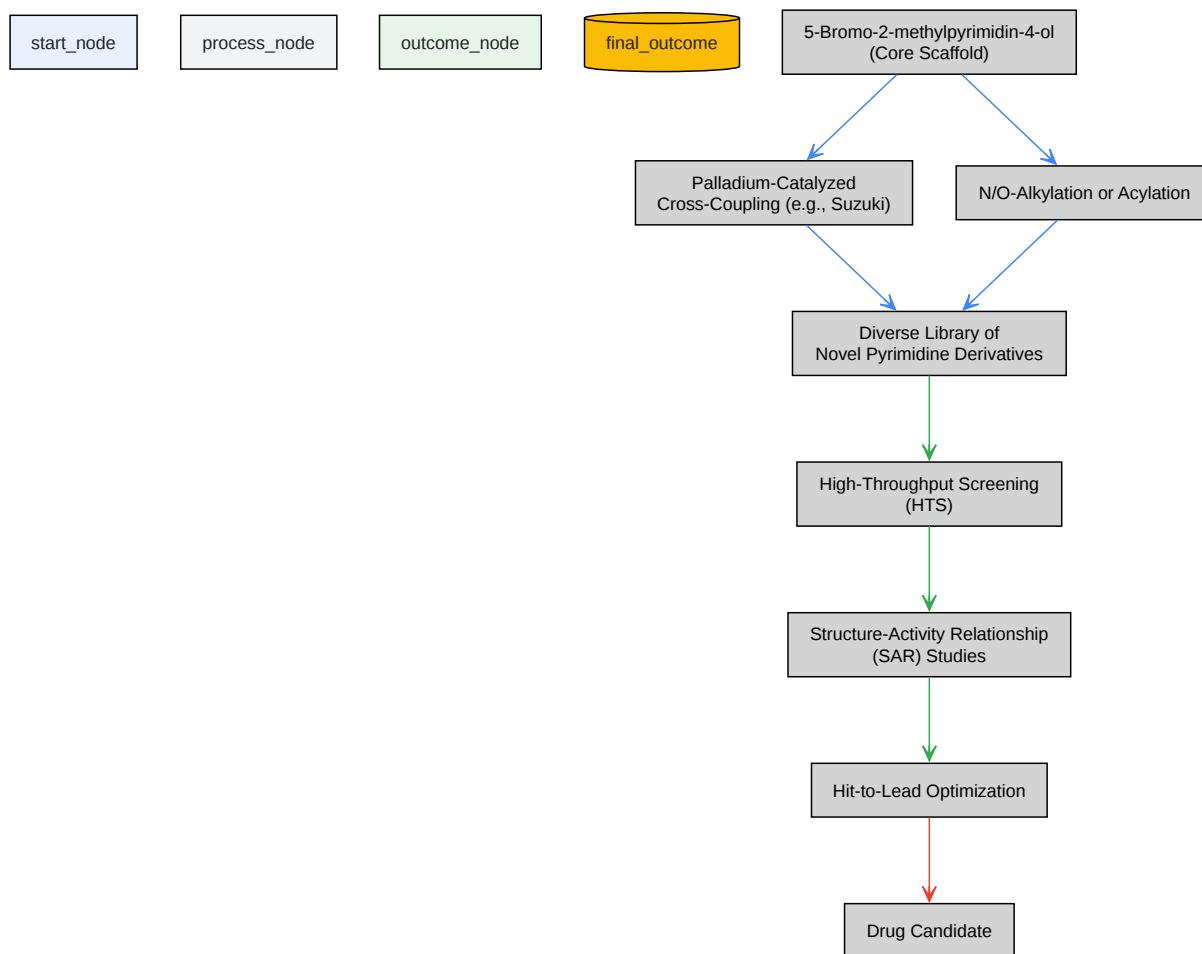 start_node
process_node
outcome_node
final_outcome
5-Bromo-2-methylpyrimidin-4-ol
(Core Scaffold)
Palladium-Catalyzed
Cross-Coupling (e.g., Suzuki)
N/O-Alkylation or Acylation
Diverse Library of
Novel Pyrimidine Derivatives
High-Throughput Screening
(HTS)
Structure-Activity Relationship
(SAR) Studies
Hit-to-Lead Optimization
Drug Candidate